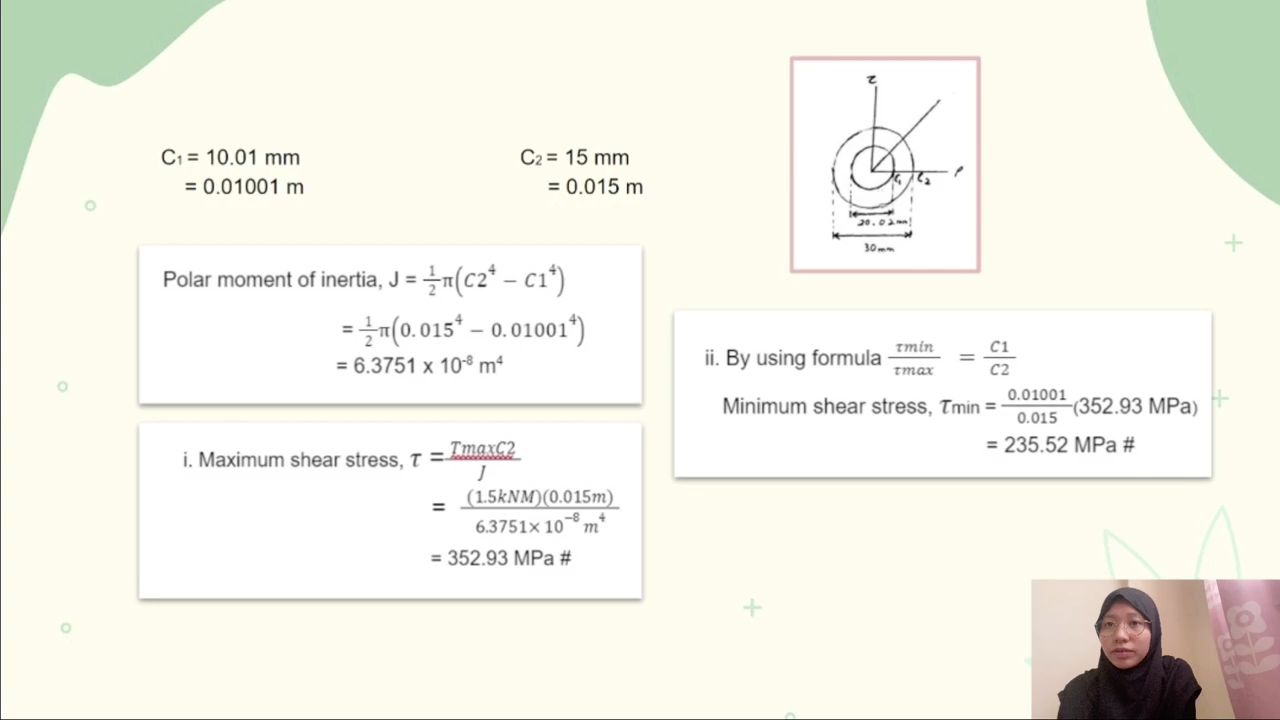 C₁ = 10.01 mm
= 0.01001 m
C₂ = 15 mm
= 0.015 m
τ
C₁ C₂ ρ
20.02mm
30mm
Polar moment of inertia, J = ½π(C2⁴ − C1⁴)
= ½π(0.015⁴ − 0.01001⁴)
= 6.3751 x 10⁻⁸ m⁴
i. Maximum shear stress, τ = TmaxC2 / J
= (1.5kNM)(0.015m) / 6.3751× 10⁻⁸ m⁴
= 352.93 MPa #
ii. By using formula τmin / τmax = C1 / C2
Minimum shear stress, τmin = 0.01001 / 0.015 (352.93 MPa)
= 235.52 MPa #